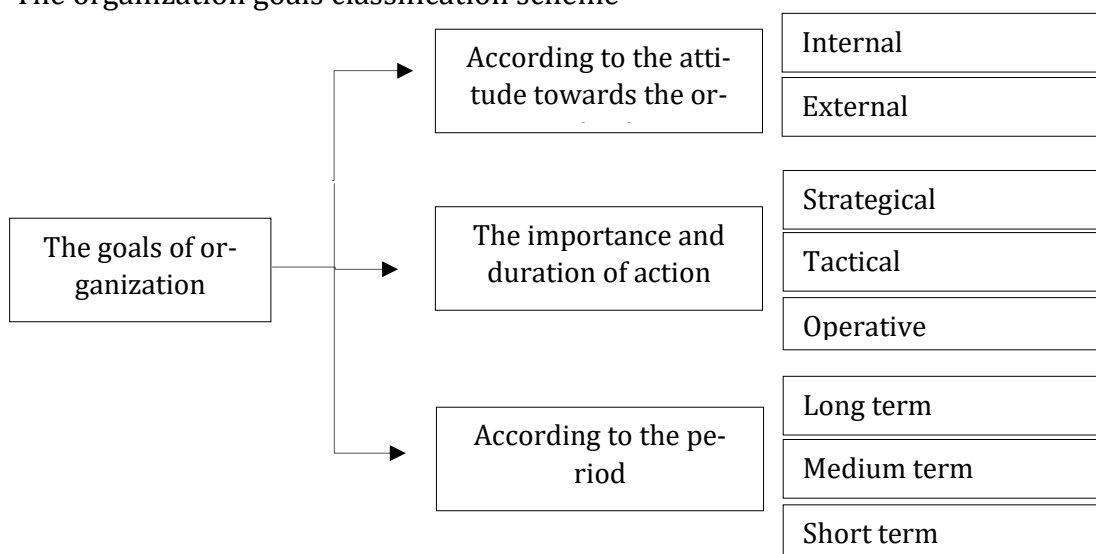 The organization goals classification scheme
The goals of or-
ganization
According to the atti-
tude towards the or-
Internal
External
The importance and
duration of action
Strategical
Tactical
Operative
According to the pe-
riod
Long term
Medium term
Short term